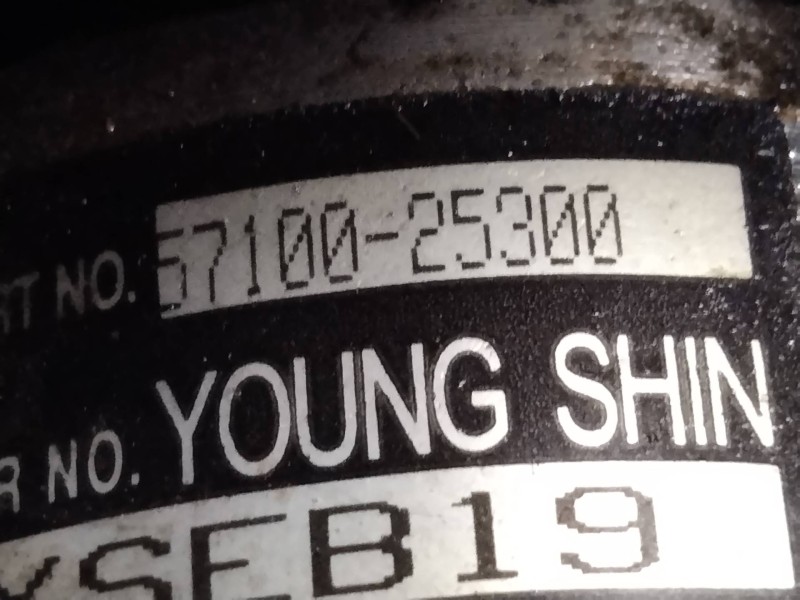 RT NO. 57100-25300
R NO. YOUNG SHIN
YSEB19